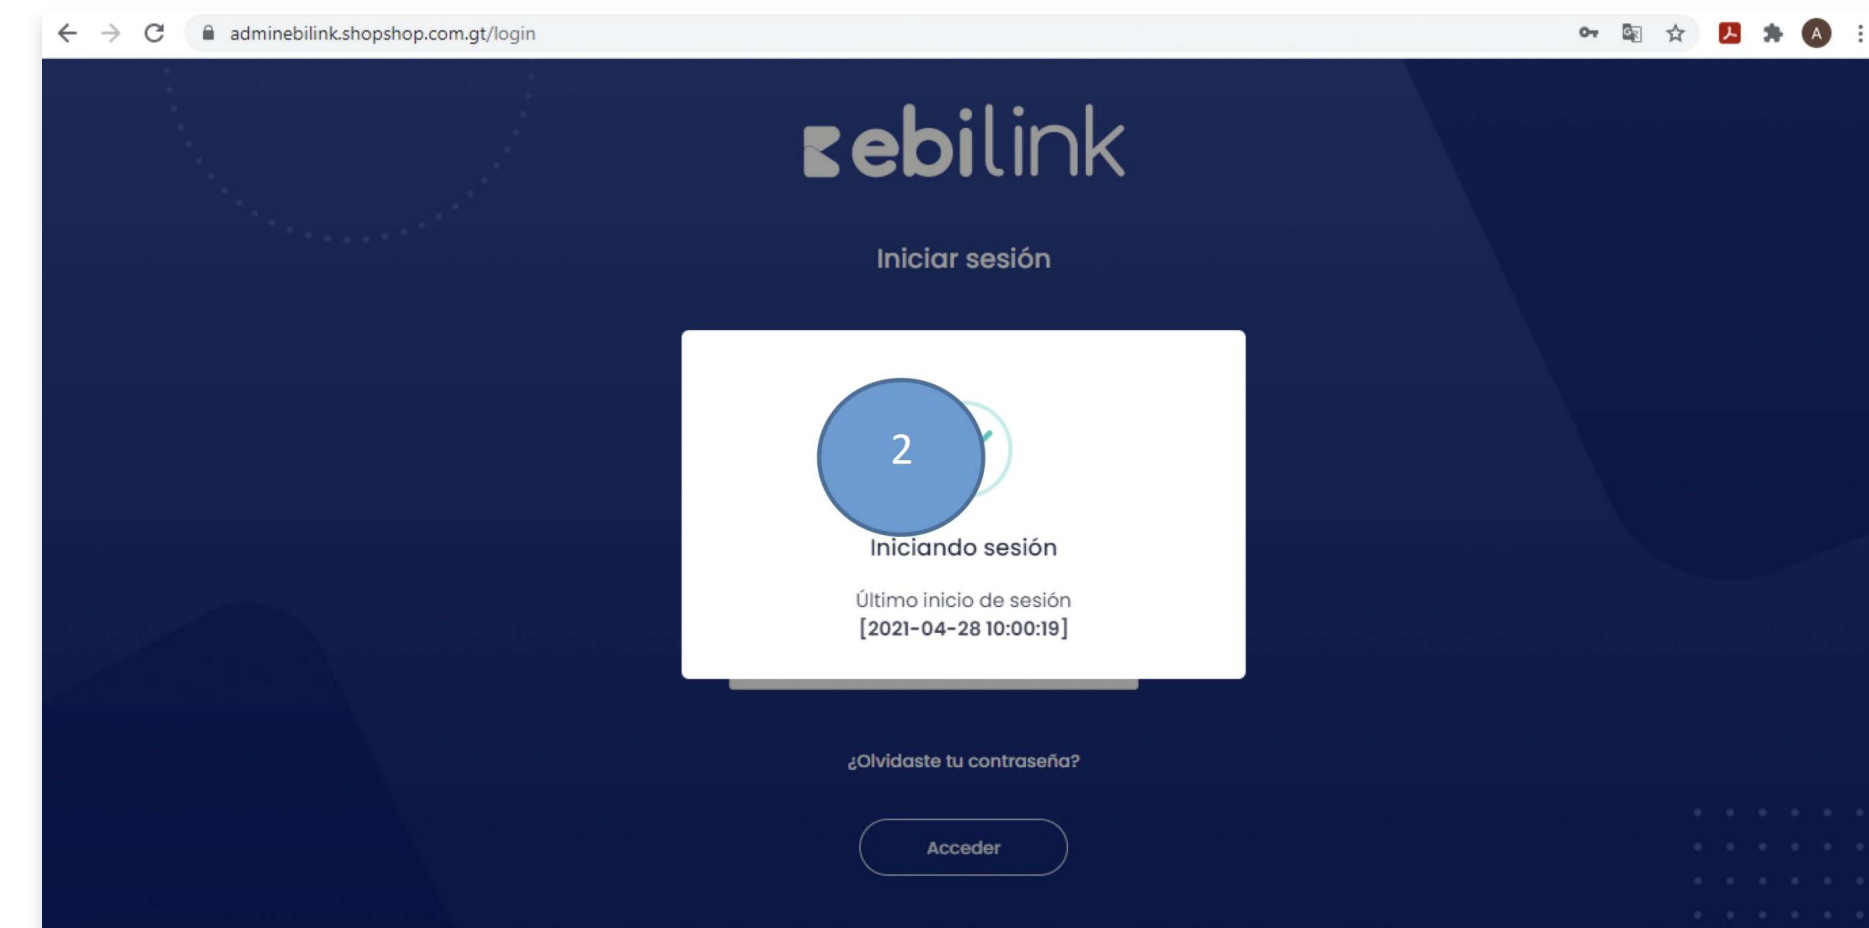 adminebilink.shopshop.com.gt/login
A
ebilink
Iniciar sesión
2
Iniciando sesión
Último inicio de sesión
[2021-04-28 10:00:19]
¿Olvidaste tu contraseña?
Acceder